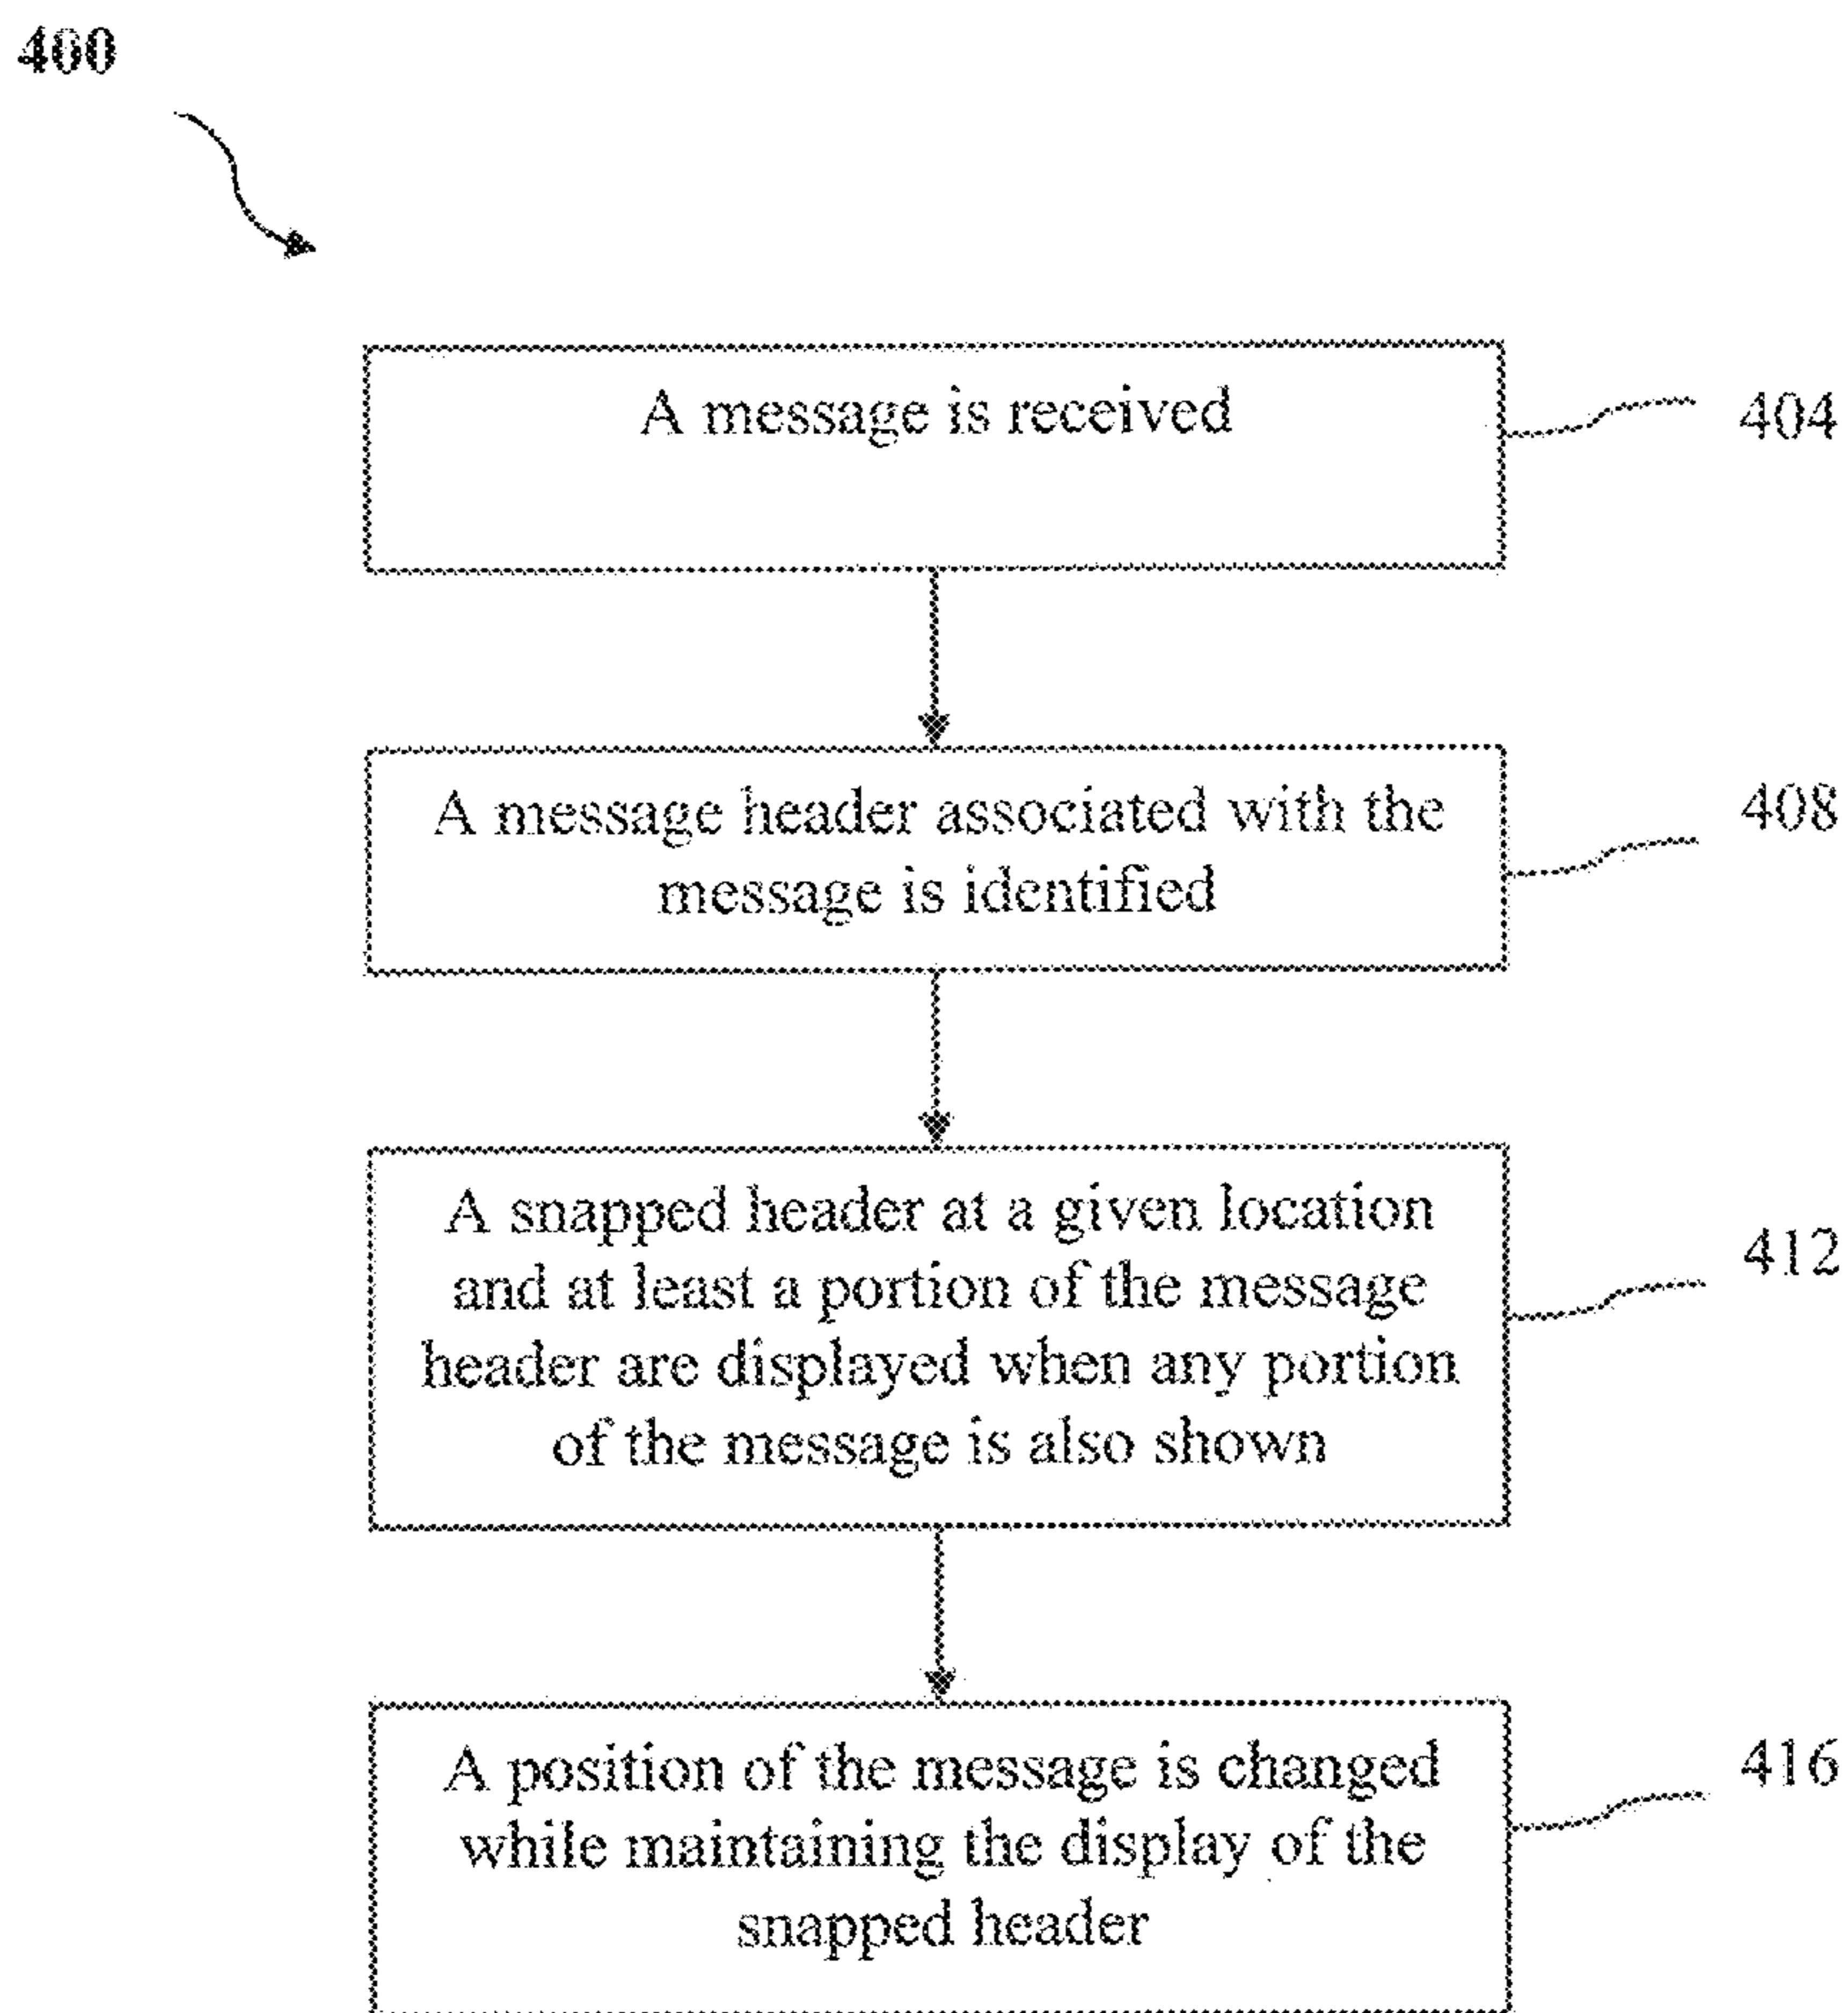 400
A message is received
404
A message header associated with the
message is identified
408
A snapped header at a given location
and at least a portion of the message
header are displayed when any portion
of the message is also shown
412
A position of the message is changed
while maintaining the display of the
snapped header
416